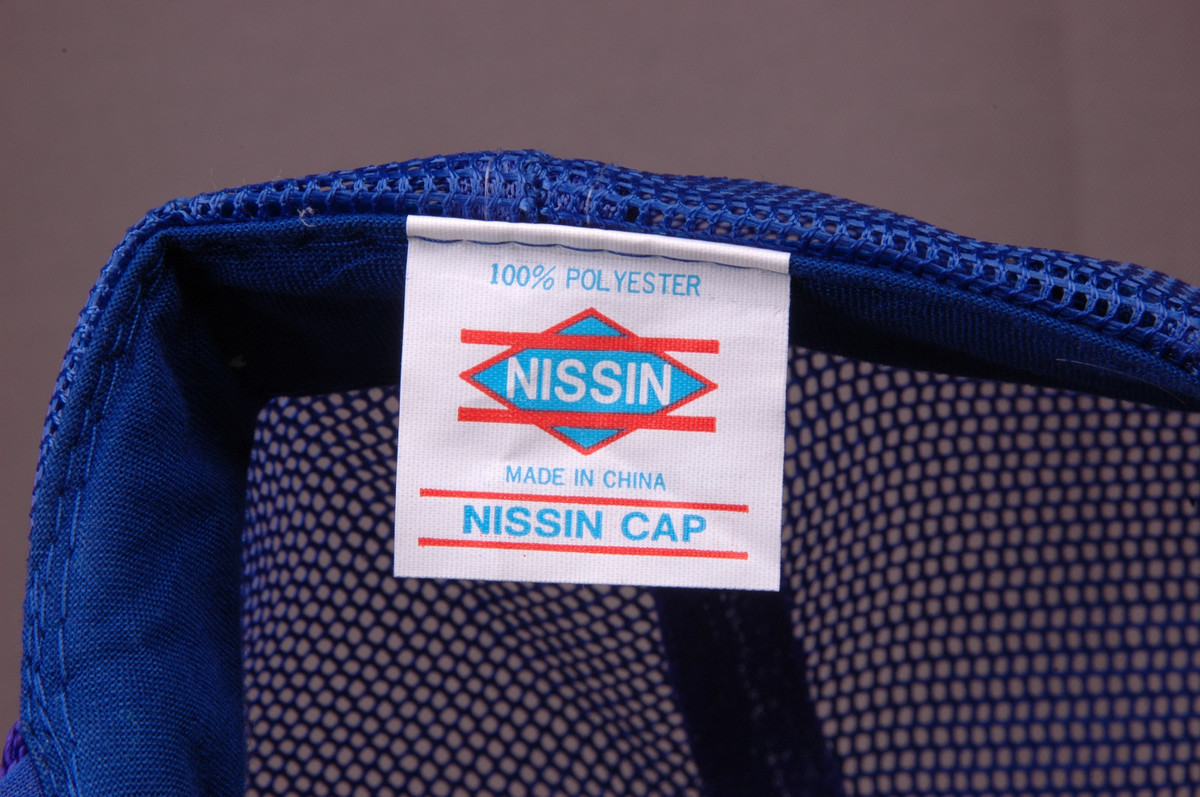 100% POLYESTER
NISSIN
MADE IN CHINA
NISSIN CAP